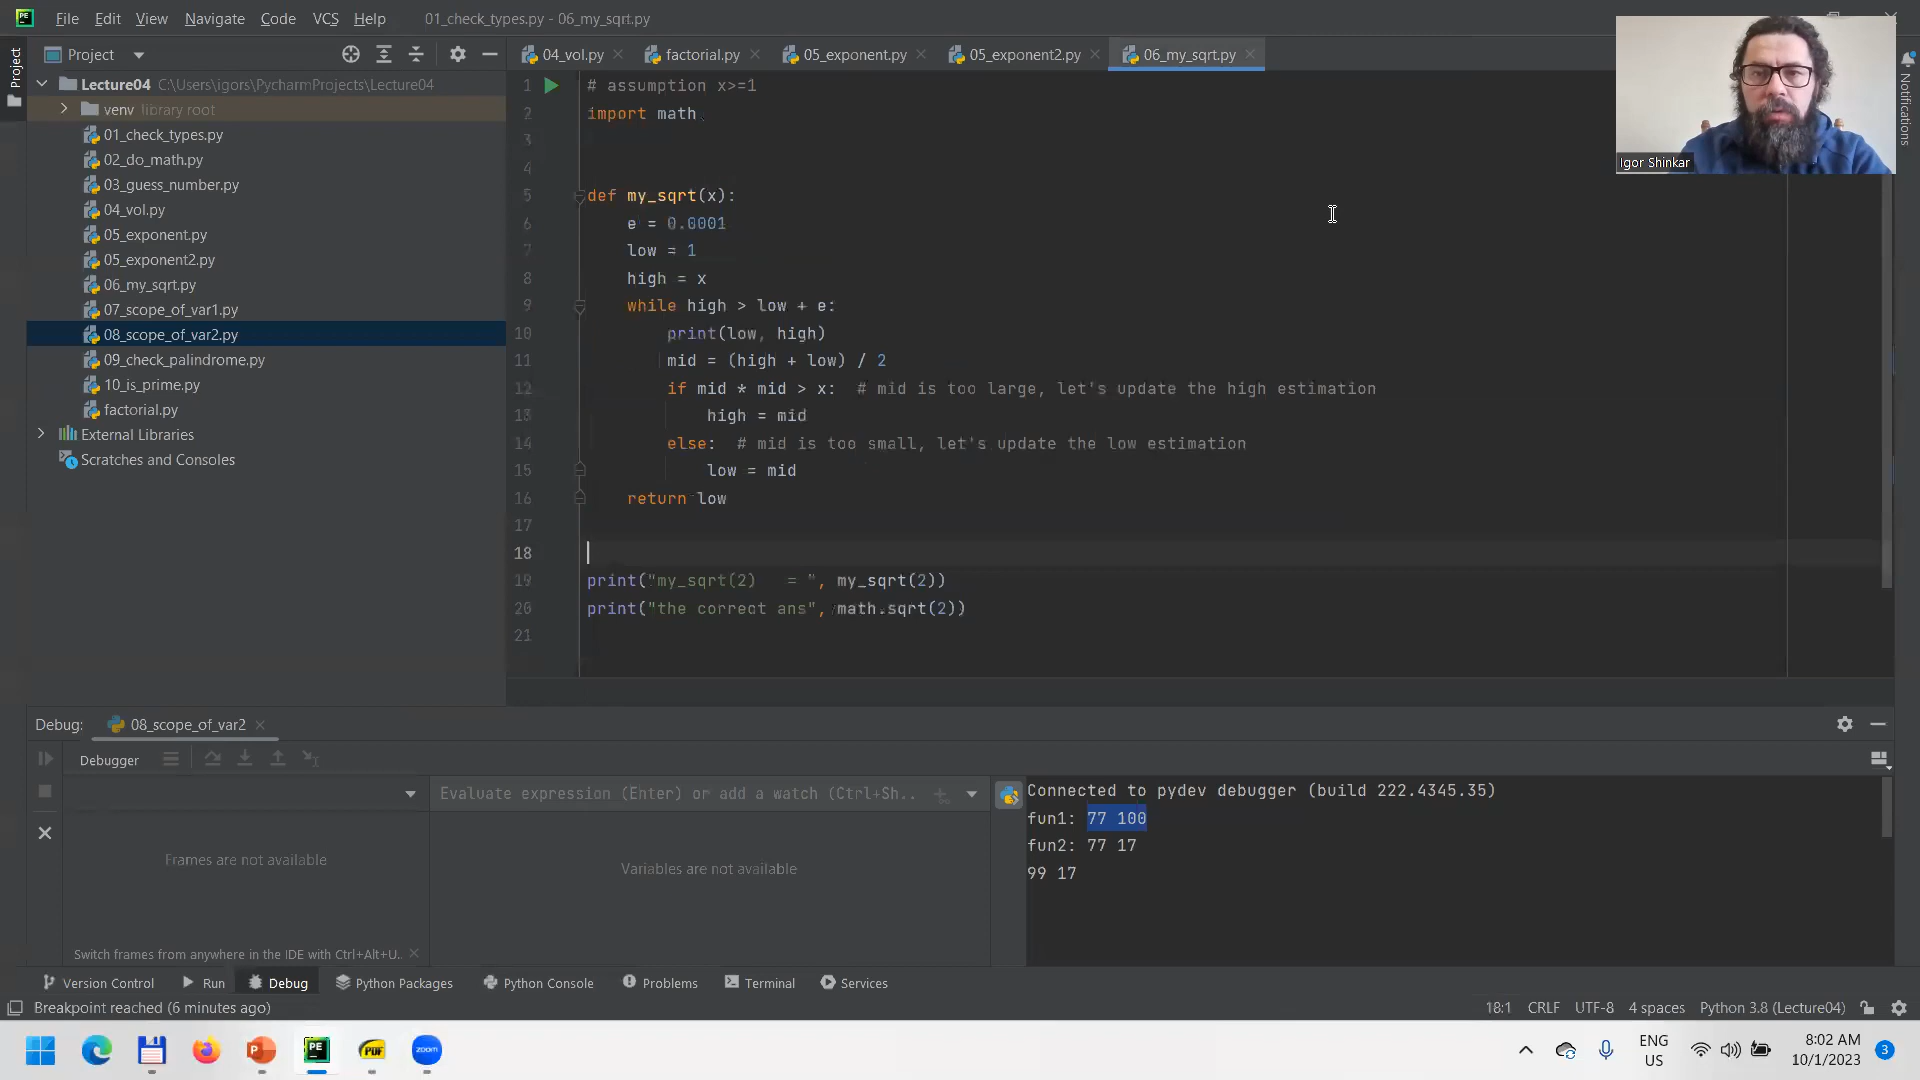 File Edit View Navigate Code VCS Help 01_check_types.py - 06_my_sqrt.py
Project
04_vol.py factorial.py 05_exponent.py 05_exponent2.py 06_my_sqrt.py
Project
Notifications
Lecture04 C:\Users\igors\PycharmProjects\Lecture04
venv library root
01_check_types.py
02_do_math.py
03_guess_number.py
04_vol.py
05_exponent.py
05_exponent2.py
06_my_sqrt.py
07_scope_of_var1.py
08_scope_of_var2.py
09_check_palindrome.py
10_is_prime.py
factorial.py
External Libraries
Scratches and Consoles
1 # assumption x>=1
2 import math
3
4
5 def my_sqrt(x):
6 e = 0.0001
7 low = 1
8 high = x
9 while high > low + e:
10 print(low, high)
11 mid = (high + low) / 2
12 if mid * mid > x: # mid is too large, let's update the high estimation
13 high = mid
14 else: # mid is too small, let's update the low estimation
15 low = mid
16 return low
17
18
19 print("my_sqrt(2) = ", my_sqrt(2))
20 print("the correct ans", math.sqrt(2))
21
Igor Shinkar
Debug: 08_scope_of_var2
Debugger
Evaluate expression (Enter) or add a watch (Ctrl+Sh..
Frames are not available
Variables are not available
Switch frames from anywhere in the IDE with Ctrl+Alt+U..
Connected to pydev debugger (build 222.4345.35)
fun1: 77 100
fun2: 77 17
99 17
Version Control Run Debug Python Packages Python Console Problems Terminal Services
Breakpoint reached (6 minutes ago) 18:1 CRLF UTF-8 4 spaces Python 3.8 (Lecture04)
PDF
zoom
ENG
US
8:02 AM
10/1/2023
3